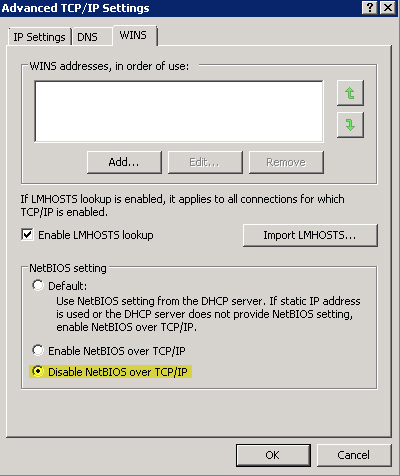 Advanced TCP/IP Settings
IP Settings DNS WINS
WINS addresses, in order of use:
Add... Edit... Remove
If LMHOSTS lookup is enabled, it applies to all connections for which
TCP/IP is enabled.
Enable LMHOSTS lookup Import LMHOSTS...
NetBIOS setting
Default:
Use NetBIOS setting from the DHCP server. If static IP address
is used or the DHCP server does not provide NetBIOS setting,
enable NetBIOS over TCP/IP.
Enable NetBIOS over TCP/IP
Disable NetBIOS over TCP/IP
OK Cancel